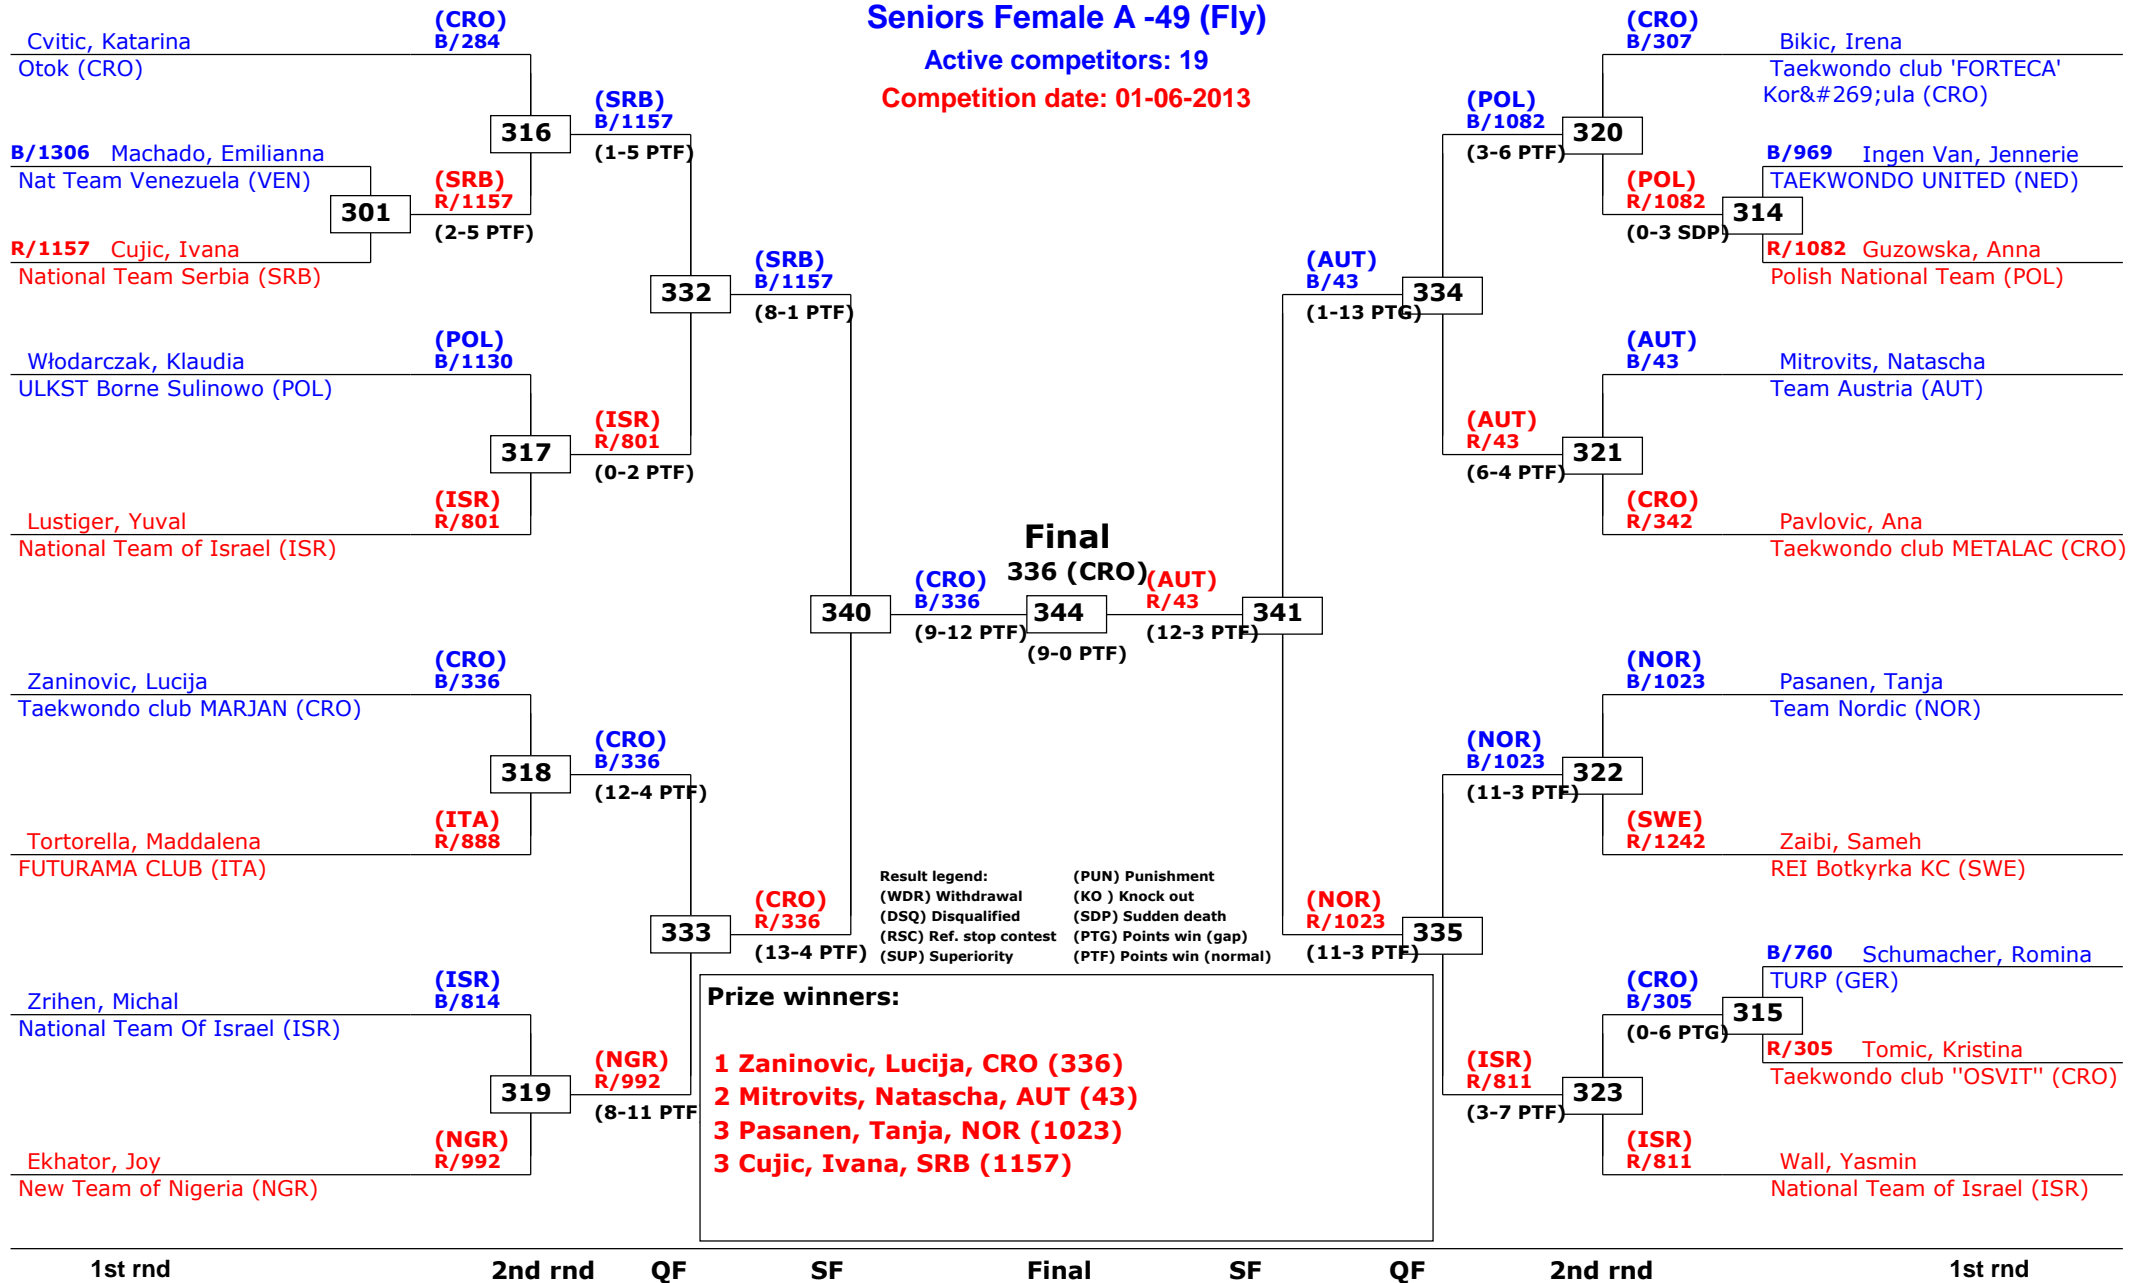 Seniors Female A -49 (Fly)
Active competitors: 19
Competition date: 01-06-2013
Cvitic, Katarina
Otok (CRO)
(CRO)
B/284
B/1306 Machado, Emilianna
Nat Team Venezuela (VEN)
301
R/1157 Cujic, Ivana
National Team Serbia (SRB)
(SRB)
R/1157
(2-5 PTF)
316
(SRB)
B/1157
(1-5 PTF)
Włodarczak, Klaudia
ULKST Borne Sulinowo (POL)
(POL)
B/1130
317
Lustiger, Yuval
National Team of Israel (ISR)
(ISR)
R/801
(ISR)
R/801
(0-2 PTF)
332
(SRB)
B/1157
(8-1 PTF)
Zaninovic, Lucija
Taekwondo club MARJAN (CRO)
(CRO)
B/336
318
Tortorella, Maddalena
FUTURAMA CLUB (ITA)
(ITA)
R/888
(CRO)
B/336
(12-4 PTF)
Zrihen, Michal
National Team Of Israel (ISR)
(ISR)
B/814
319
Ekhator, Joy
New Team of Nigeria (NGR)
(NGR)
R/992
(NGR)
R/992
(8-11 PTF
333
(CRO)
R/336
(13-4 PTF)
340
(CRO)
B/336
(9-12 PTF)
Final
336 (CRO)
344
(9-0 PTF)
(AUT)
R/43
(12-3 PTF)
341
(AUT)
B/43
(1-13 PTG)
334
(POL)
B/1082
(3-6 PTF)
320
(CRO)
B/307
Bikic, Irena
Taekwondo club 'FORTECA'
Kor&#269;ula (CRO)
(POL)
R/1082
(0-3 SDP)
314
B/969 Ingen Van, Jennerie
TAEKWONDO UNITED (NED)
R/1082 Guzowska, Anna
Polish National Team (POL)
(AUT)
R/43
(6-4 PTF)
321
(AUT)
B/43
Mitrovits, Natascha
Team Austria (AUT)
(CRO)
R/342
Pavlovic, Ana
Taekwondo club METALAC (CRO)
(NOR)
R/1023
(11-3 PTF)
335
(NOR)
B/1023
(11-3 PTF)
322
(NOR)
B/1023
Pasanen, Tanja
Team Nordic (NOR)
(SWE)
R/1242
Zaibi, Sameh
REI Botkyrka KC (SWE)
(ISR)
R/811
(3-7 PTF)
323
(CRO)
B/305
(0-6 PTG)
315
B/760 Schumacher, Romina
TURP (GER)
R/305 Tomic, Kristina
Taekwondo club "OSVIT" (CRO)
(ISR)
R/811
Wall, Yasmin
National Team of Israel (ISR)
Result legend: (PUN) Punishment
(WDR) Withdrawal (KO ) Knock out
(DSQ) Disqualified (SDP) Sudden death
(RSC) Ref. stop contest (PTG) Points win (gap)
(SUP) Superiority (PTF) Points win (normal)
Prize winners:
1 Zaninovic, Lucija, CRO (336)
2 Mitrovits, Natascha, AUT (43)
3 Pasanen, Tanja, NOR (1023)
3 Cujic, Ivana, SRB (1157)
1st rnd 2nd rnd QF SF Final SF QF 2nd rnd 1st rnd